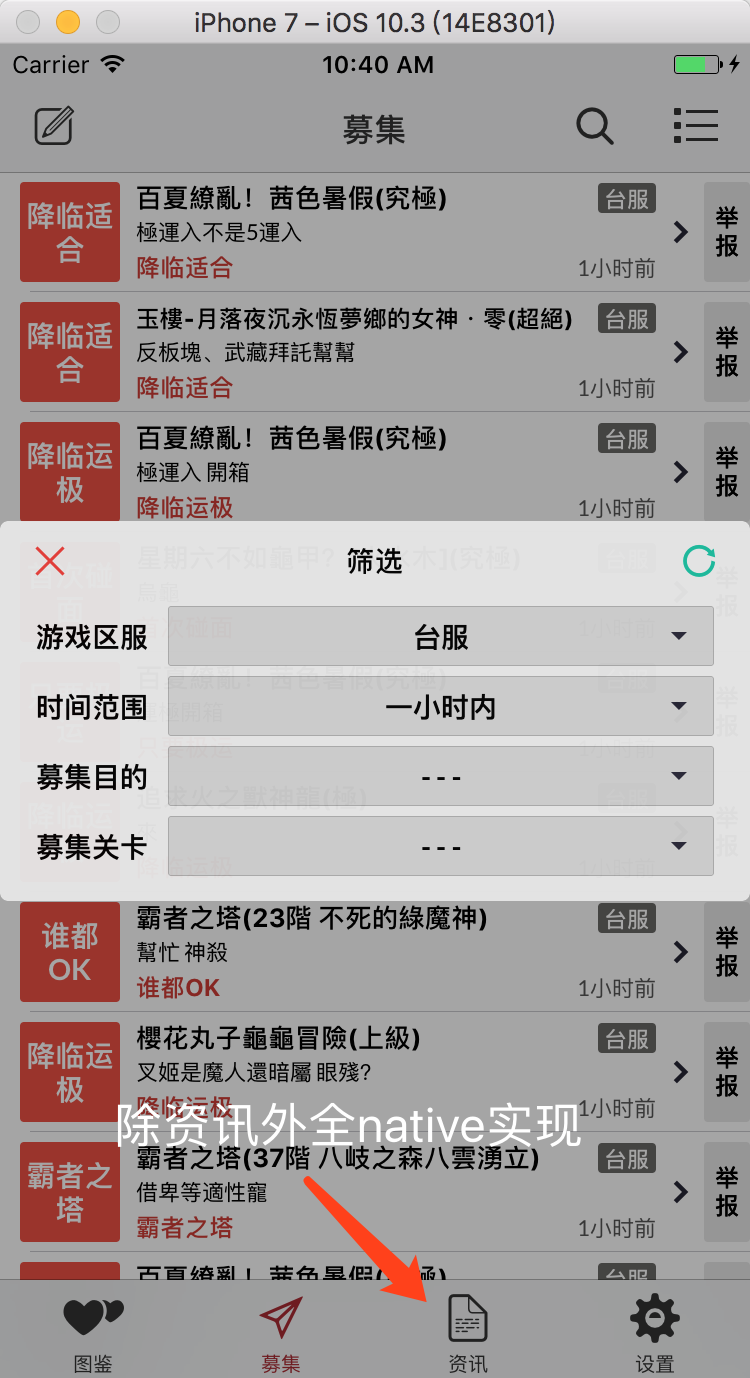 iPhone 7 – iOS 10.3 (14E8301)
Carrier
10:40 AM
募集
降临适合
百夏繚亂！茜色暑假(究極)
台服
極運入不是5運入
降临适合
1小时前
举报
降临适合
玉樓-月落夜沉永恆夢鄉的女神·零(超絕)
台服
反板塊、武藏拜託幫幫
降临适合
1小时前
举报
降临运极
百夏繚亂！茜色暑假(究極)
台服
極運入 開箱
降临运极
1小时前
举报
筛选
游戏区服
台服
时间范围
一小时内
募集目的
---
募集关卡
---
谁都OK
霸者之塔(23階 不死的綠魔神)
台服
幫忙 神殺
谁都OK
1小时前
举报
降临运极
櫻花丸子龜龜冒險(上級)
台服
叉姬是魔人還暗屬 眼殘?
降临运极
1小时前
举报
除资讯外全native实现
霸者之塔
霸者之塔(37階 八岐之森八雲湧立)
台服
借卑等適性寵
霸者之塔
1小时前
举报
百夏繚亂！茜色暑假(究極)
台服
图鉴
募集
资讯
设置